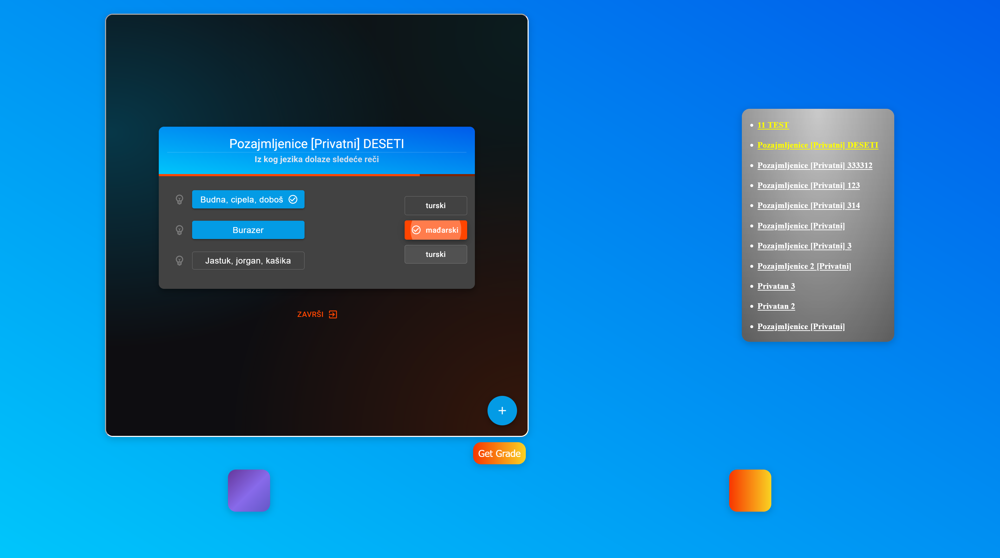 Pozajmljenice [Privatni] DESETI
Iz kog jezika dolaze sledeće reči
Budna, cipela, doboš
Burazer
Jastuk, jorgan, kašika
turski
mađarski
turski
ZAVRŠI
+
Get Grade
11 TEST
Pozajmljenice [Privatni] DESETI
Pozajmljenice [Privatni] 333312
Pozajmljenice [Privatni] 123
Pozajmljenice [Privatni] 314
Pozajmljenice [Privatni]
Pozajmljenice [Privatni] 3
Pozajmljenice 2 [Privatni]
Privatan 3
Privatan 2
Pozajmljenice [Privatni]